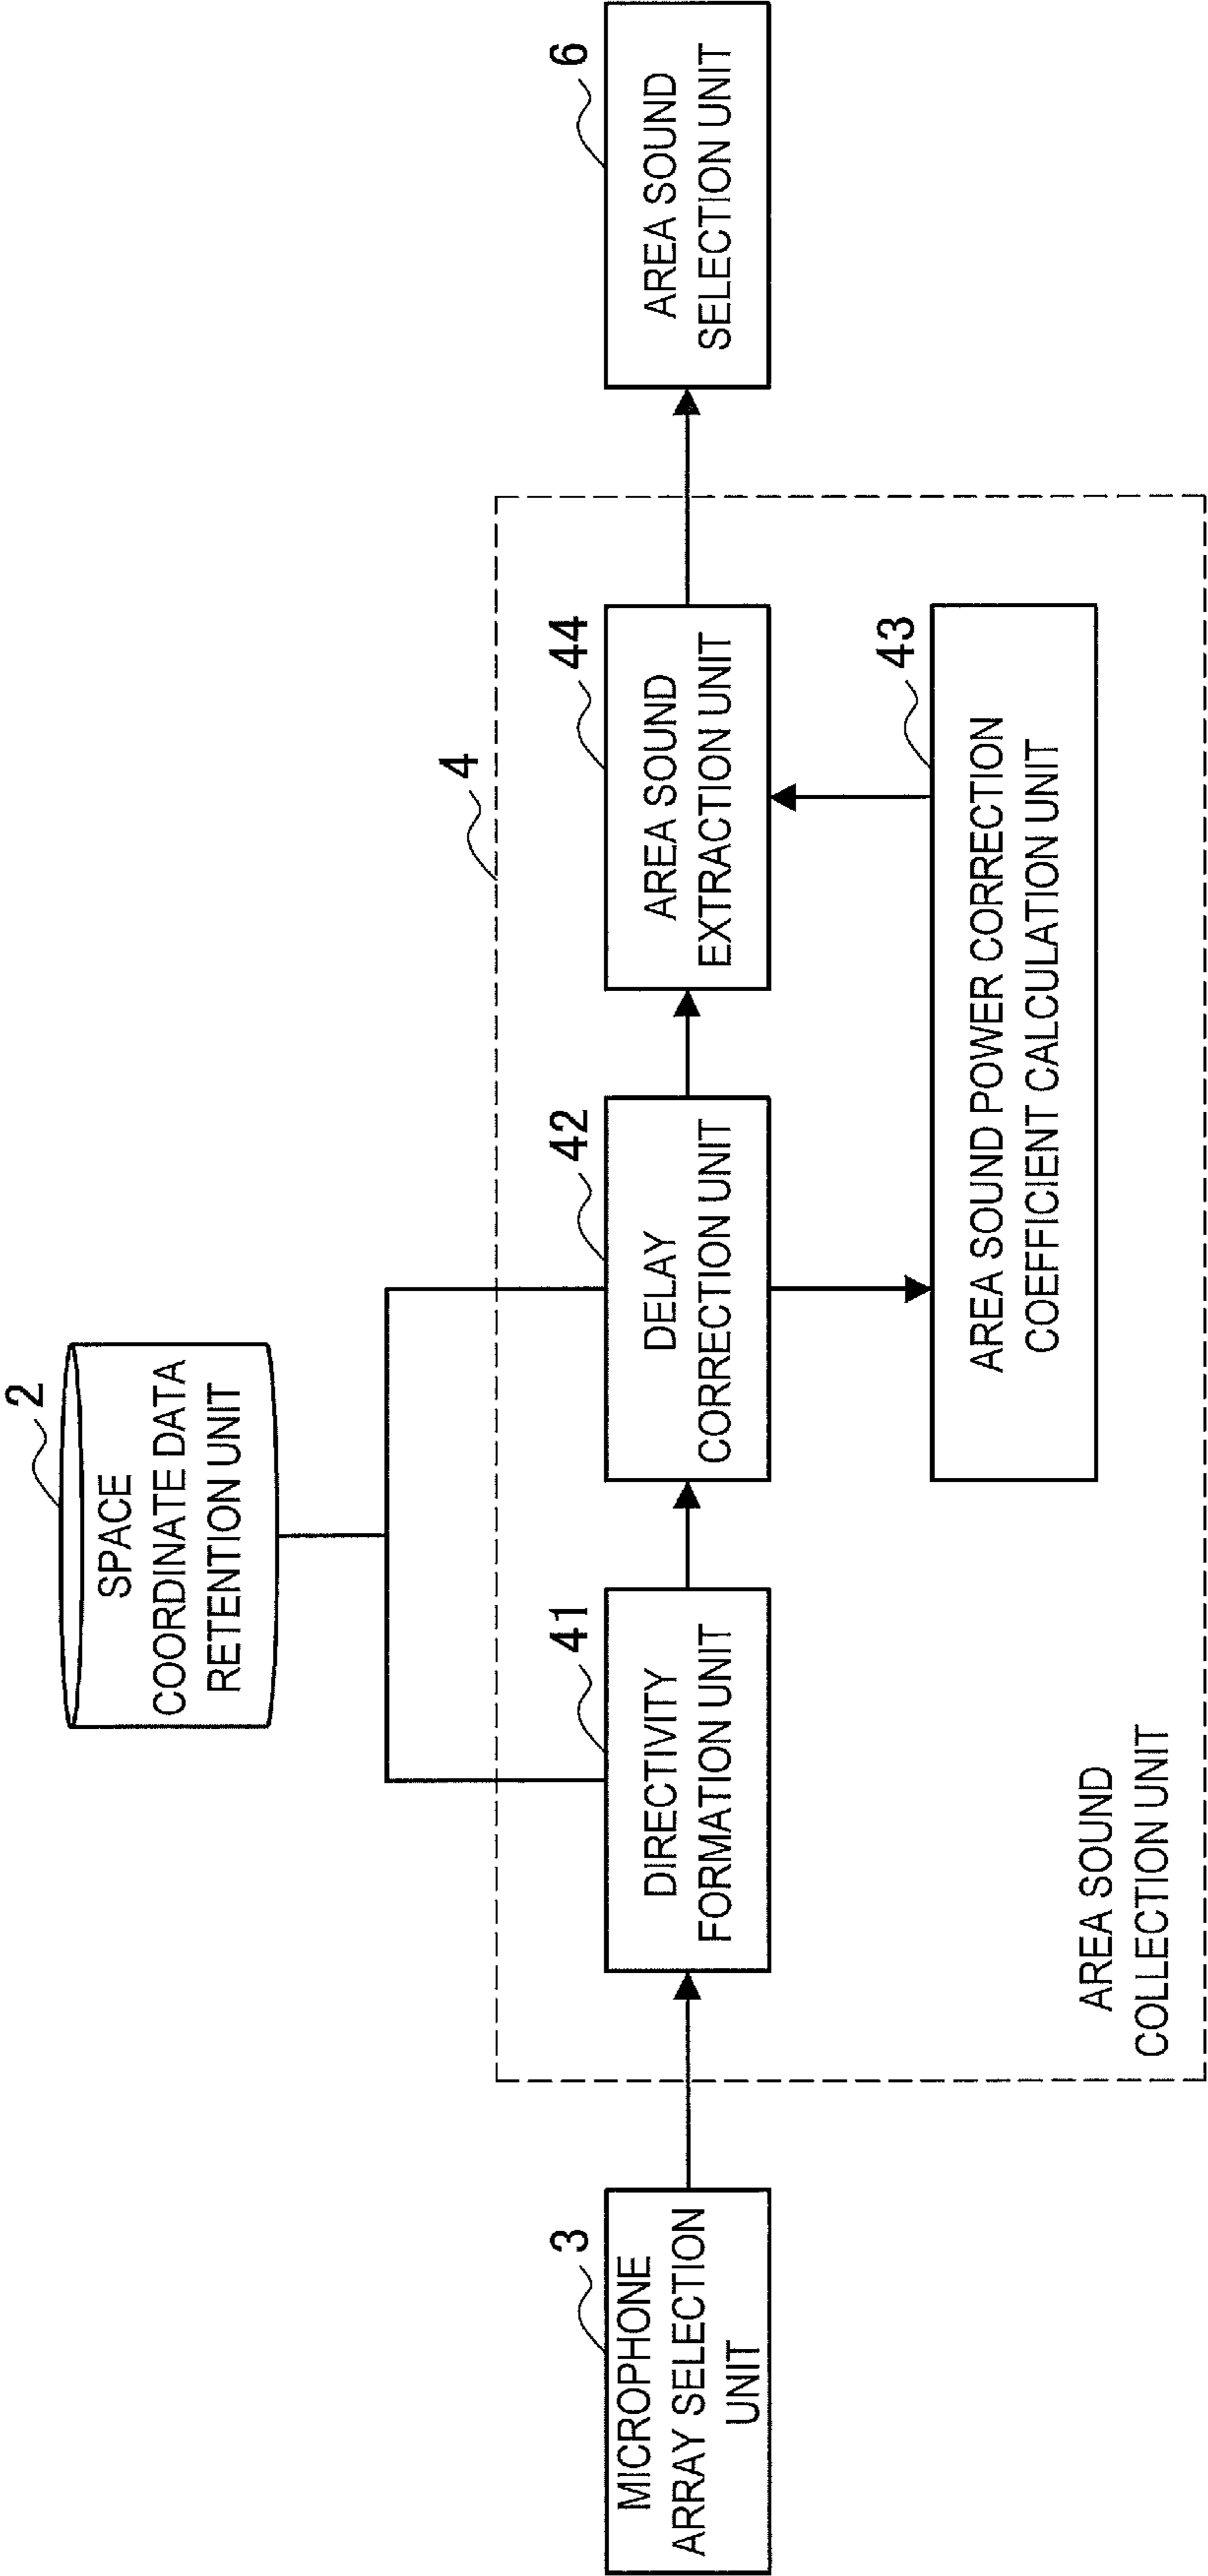 2
SPACE
COORDINATE DATA
RETENTION UNIT
3
MICROPHONE
ARRAY SELECTION
UNIT
4
41
DIRECTIVITY
FORMATION UNIT
42
DELAY
CORRECTION UNIT
44
AREA SOUND
EXTRACTION UNIT
6
AREA SOUND
SELECTION UNIT
43
AREA SOUND POWER CORRECTION
COEFFICIENT CALCULATION UNIT
AREA SOUND
COLLECTION UNIT